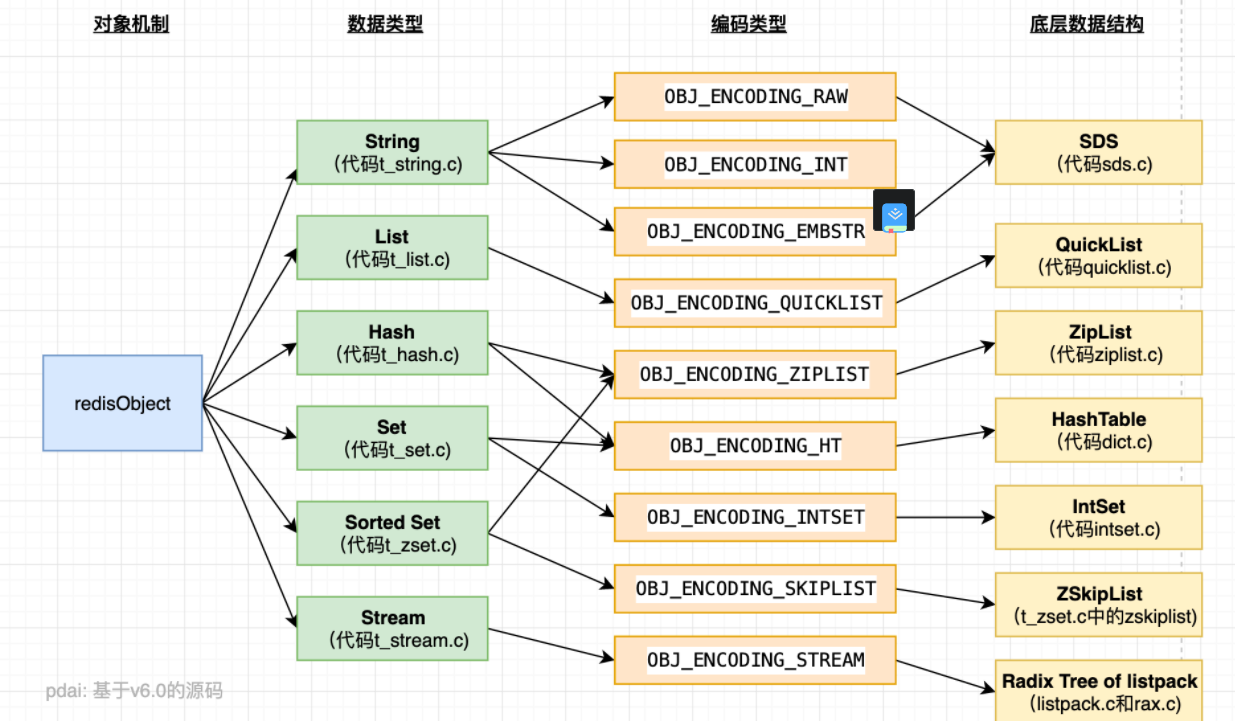 对象机制
数据类型
编码类型
底层数据结构
redisObject
String
（代码t_string.c)
List
（代码t_list.c)
Hash
（代码t_hash.c)
Set
（代码t_set.c)
Sorted Set
（代码t_zset.c)
Stream
（代码t_stream.c)
OBJ_ENCODING_RAW
OBJ_ENCODING_INT
OBJ_ENCODING_EMBSTR
OBJ_ENCODING_QUICKLIST
OBJ_ENCODING_ZIPLIST
OBJ_ENCODING_HT
OBJ_ENCODING_INTSET
OBJ_ENCODING_SKIPLIST
OBJ_ENCODING_STREAM
SDS
（代码sds.c)
QuickList
（代码quicklist.c)
ZipList
（代码ziplist.c)
HashTable
（代码dict.c)
IntSet
（代码intset.c)
ZSkipList
（t_zset.c中的zskiplist)
Radix Tree of listpack
（listpack.c和rax.c)
pdai: 基于v6.0的源码